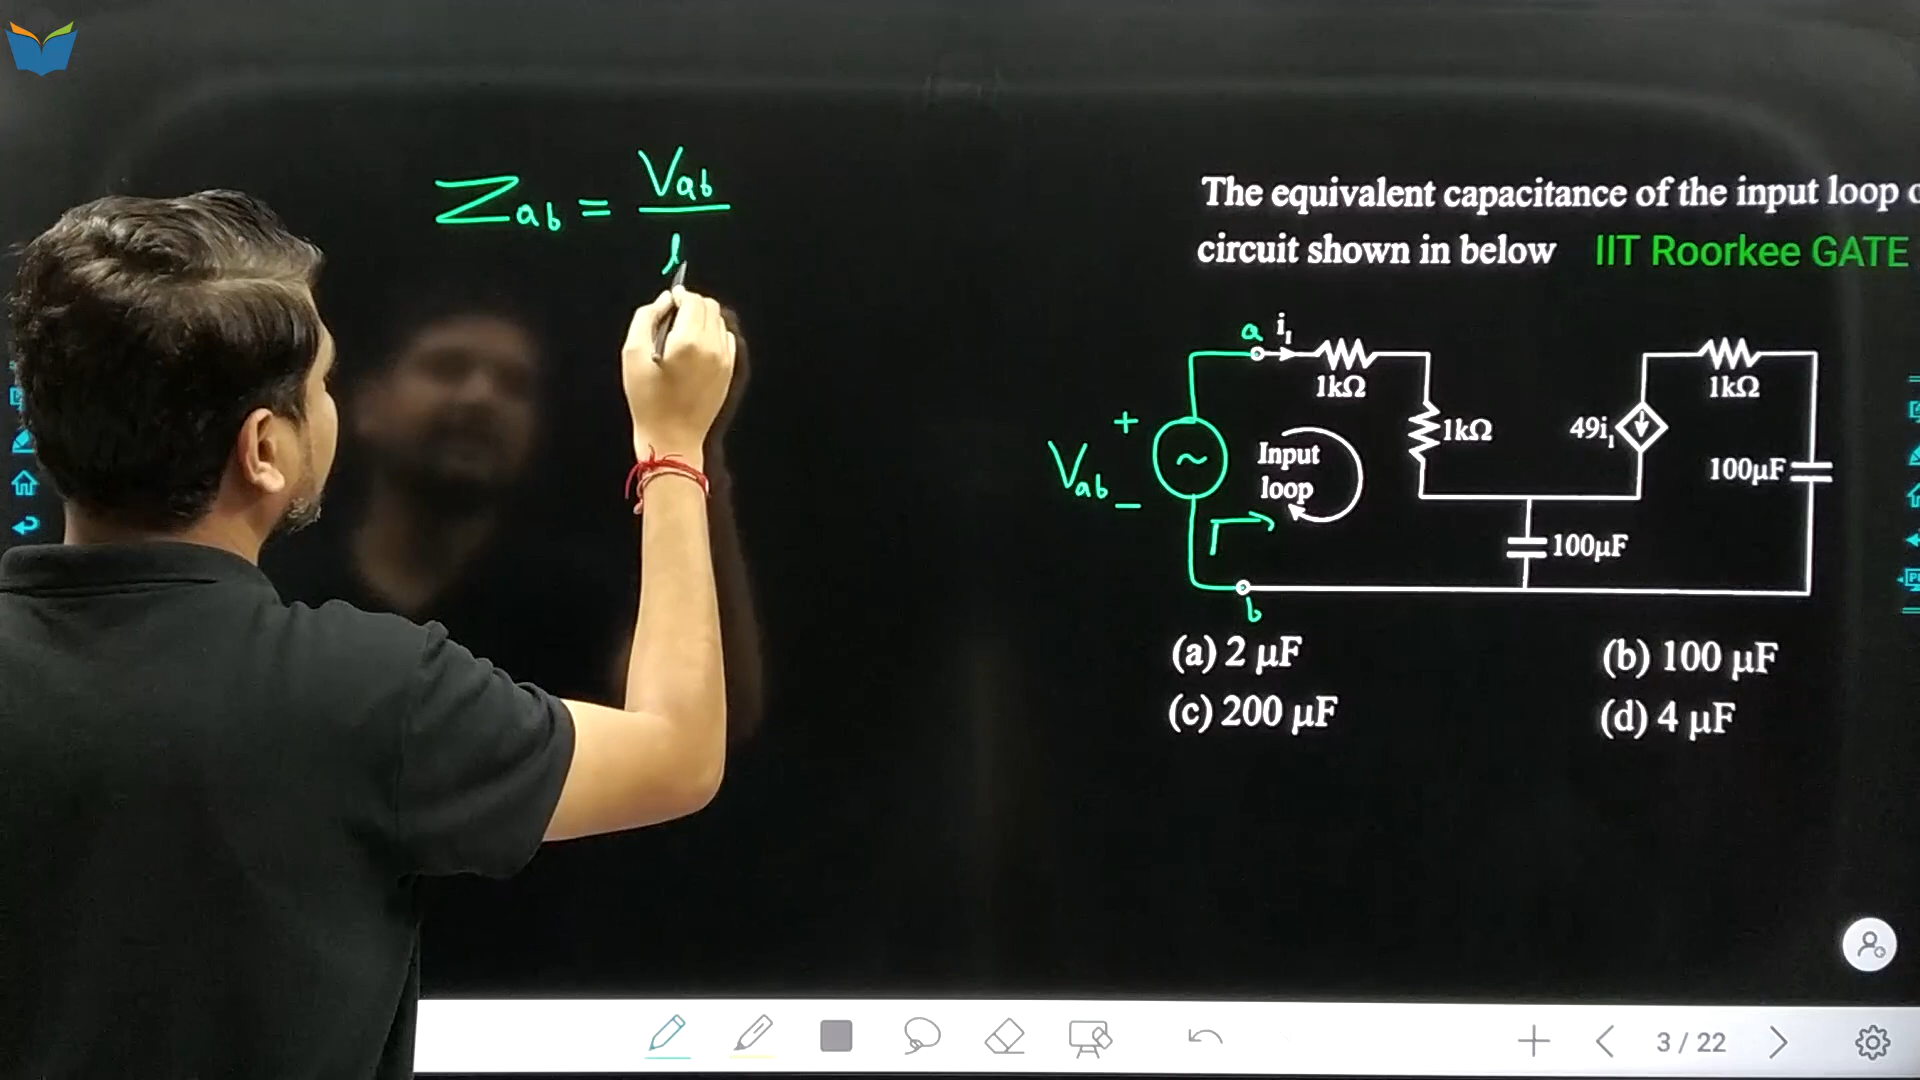 Zab = Vab / i
The equivalent capacitance of the input loop o
circuit shown in below IIT Roorkee GATE
a i₁
1kΩ
1kΩ
+
Vab
−
~
Input
loop
1kΩ
49i₁
100µF
100µF
b
(a) 2 µF
(b) 100 µF
(c) 200 µF
(d) 4 µF
3 / 22